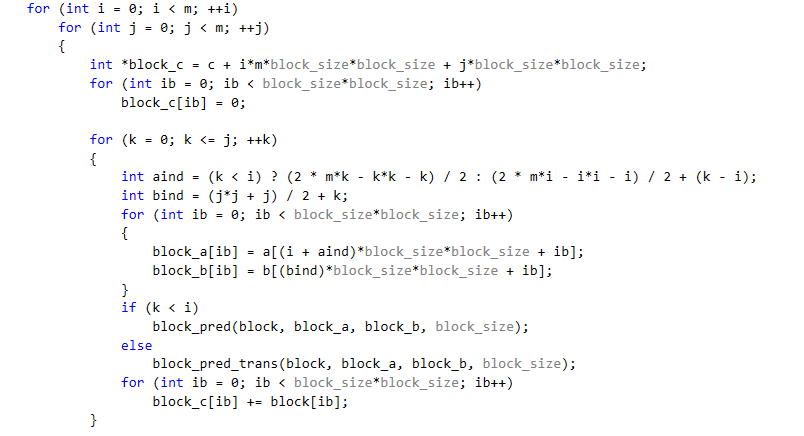 for (int i = 0; i < m; ++i)
    for (int j = 0; j < m; ++j)
    {
        int *block_c = c + i*m*block_size*block_size + j*block_size*block_size;
        for (int ib = 0; ib < block_size*block_size; ib++)
            block_c[ib] = 0;

        for (k = 0; k <= j; ++k)
        {
            int aind = (k < i) ? (2 * m*k - k*k - k) / 2 : (2 * m*i - i*i - i) / 2 + (k - i);
            int bind = (j*j + j) / 2 + k;
            for (int ib = 0; ib < block_size*block_size; ib++)
            {
                block_a[ib] = a[(i + aind)*block_size*block_size + ib];
                block_b[ib] = b[(bind)*block_size*block_size + ib];
            }
            if (k < i)
                block_pred(block, block_a, block_b, block_size);
            else
                block_pred_trans(block, block_a, block_b, block_size);
            for (int ib = 0; ib < block_size*block_size; ib++)
                block_c[ib] += block[ib];
        }